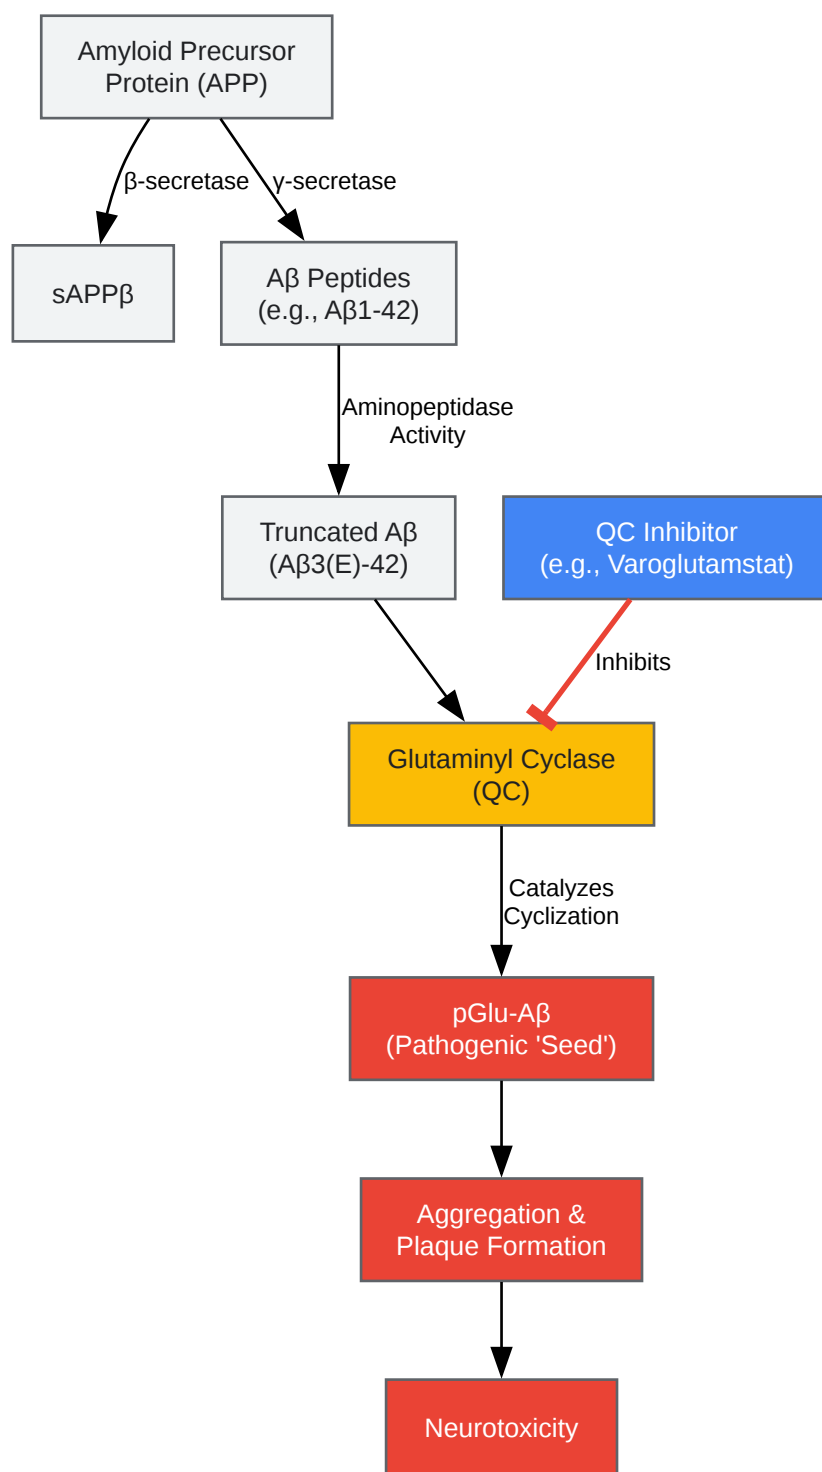 Amyloid Precursor
Protein (APP)
β-secretase
γ-secretase
sAPPβ
Aβ Peptides
(e.g., Aβ1-42)
Aminopeptidase
Activity
Truncated Aβ
(Aβ3(E)-42)
QC Inhibitor
(e.g., Varoglutamstat)
Inhibits
Glutaminyl Cyclase
(QC)
Catalyzes
Cyclization
pGlu-Aβ
(Pathogenic 'Seed')
Aggregation &
Plaque Formation
Neurotoxicity